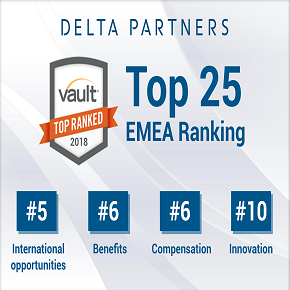 DELTA PARTNERS
vault
TOP RANKED
2018
Top 25
EMEA Ranking
#5
International
opportunities
#6
Benefits
#6
Compensation
#10
Innovation